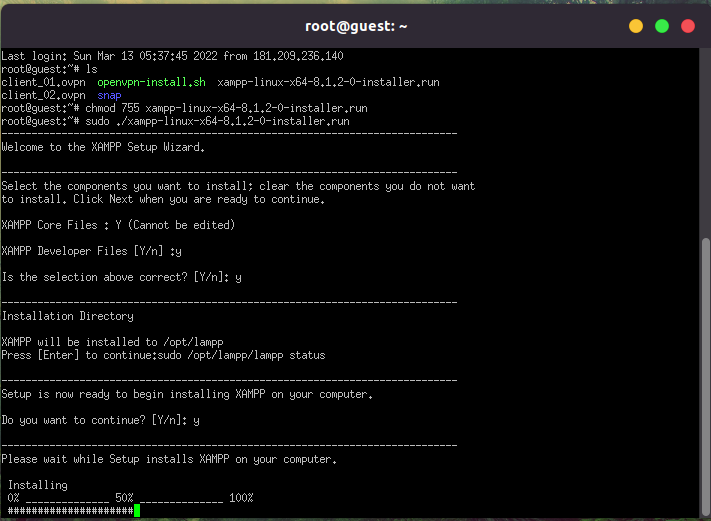 root@guest: ~
Last login: Sun Mar 13 05:37:45 2022 from 181.209.236.140
root@guest:~# ls
client_01.ovpn  openvpn-install.sh  xampp-linux-x64-8.1.2-0-installer.run
client_02.ovpn  snap
root@guest:~# chmod 755 xampp-linux-x64-8.1.2-0-installer.run
root@guest:~# sudo ./xampp-linux-x64-8.1.2-0-installer.run
----------------------------------------------------------------------------
Welcome to the XAMPP Setup Wizard.
----------------------------------------------------------------------------
Select the components you want to install; clear the components you do not want
to install. Click Next when you are ready to continue.
XAMPP Core Files : Y (Cannot be edited)
XAMPP Developer Files [Y/n] :y
Is the selection above correct? [Y/n]: y
----------------------------------------------------------------------------
Installation Directory
XAMPP will be installed to /opt/lampp
Press [Enter] to continue:sudo /opt/lampp/lampp status
----------------------------------------------------------------------------
Setup is now ready to begin installing XAMPP on your computer.
Do you want to continue? [Y/n]: y
----------------------------------------------------------------------------
Please wait while Setup installs XAMPP on your computer.
Installing
0% ______________ 50% ______________ 100%
#####################